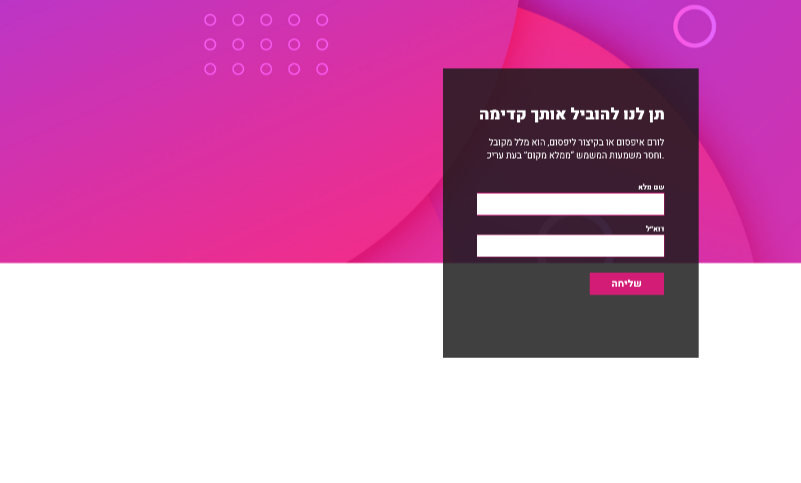 תן לנו להוביל אותך קדימה
לורם איפסום או בקיצור ליפסום, הוא מלל מקובל
וחסר משמעות המשמש "ממלא מקום" בעת עריכ.
שם מלא
דוא״ל
שליחה